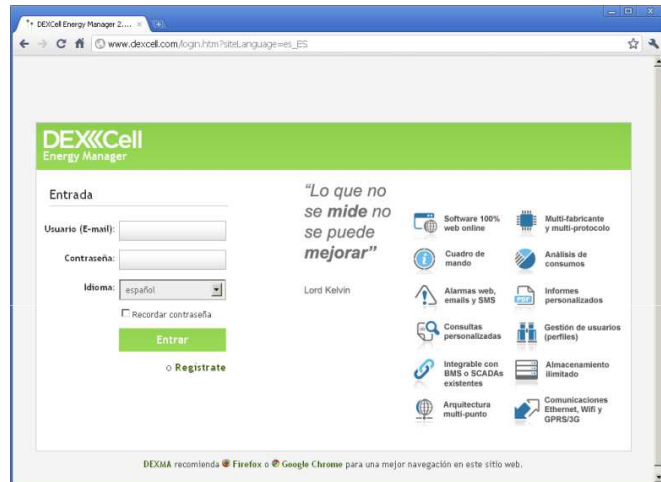 DEXCell Energy Manager 2....
www.dexcell.com/login.htm?siteLanguage=es_ES
DEXCell
Energy Manager
Entrada
Usuario (E-mail):
Contraseña:
Idioma:
español
Recordar contraseña
Entrar
o Regístrate
"Lo que no
se mide no
se puede
mejorar"
Lord Kelvin
Software 100%
web online
Multi-fabricante
y multi-protocolo
Cuadro de
mando
Análisis de
consumos
Alarmas web,
emails y SMS
PDF
Informes
personalizados
Consultas
personalizadas
Gestión de usuarios
(perfiles)
Integrable con
BMS o SCADAs
existentes
Almacenamiento
ilimitado
Arquitectura
multi-punto
Comunicaciones
Ethernet, Wifi y
GPRS/3G
DEXMA recomienda Firefox o Google Chrome para una mejor navegación en este sitio web.